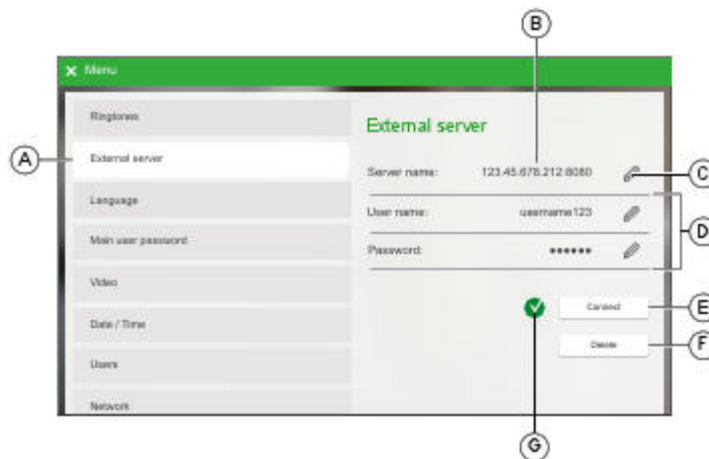 B
× Menu
Ringtones
External server
A
External server
Server name: 123.45.678.212:8080
C
Language
User name: username123
D
Main user password
Password: ••••••
Video
Connect
E
Date / Time
Delete
F
Users
Network
G